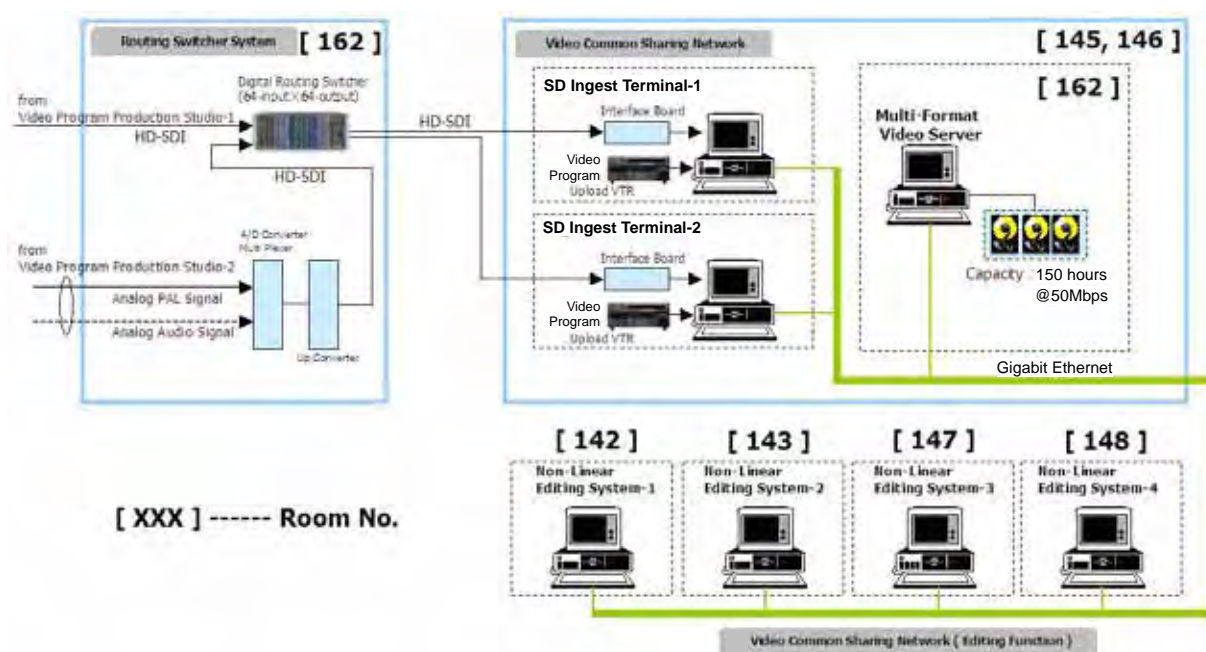 Routing Switcher System
[ 162 ]
Digital Routing Switcher
(64-input×64-output)
from
Video Program Production Studio-1
HD-SDI
HD-SDI
HD-SDI
A/D Converter
Multi Plexer
from
Video Program Production Studio-2
Analog PAL Signal
Analog Audio Signal
Up Converter
Video Common Sharing Network
[ 145, 146 ]
SD Ingest Terminal-1
Interface Board
Video
Program
Upload VTR
SD Ingest Terminal-2
Interface Board
Video
Program
Upload VTR
[ 162 ]
Multi-Format
Video Server
Capacity : 150 hours
@50Mbps
Gigabit Ethernet
[ 142 ]
Non-Linear
Editing System-1
[ 143 ]
Non-Linear
Editing System-2
[ 147 ]
Non-Linear
Editing System-3
[ 148 ]
Non-Linear
Editing System-4
[ XXX ] ------ Room No.
Video Common Sharing Network ( Editing Function )